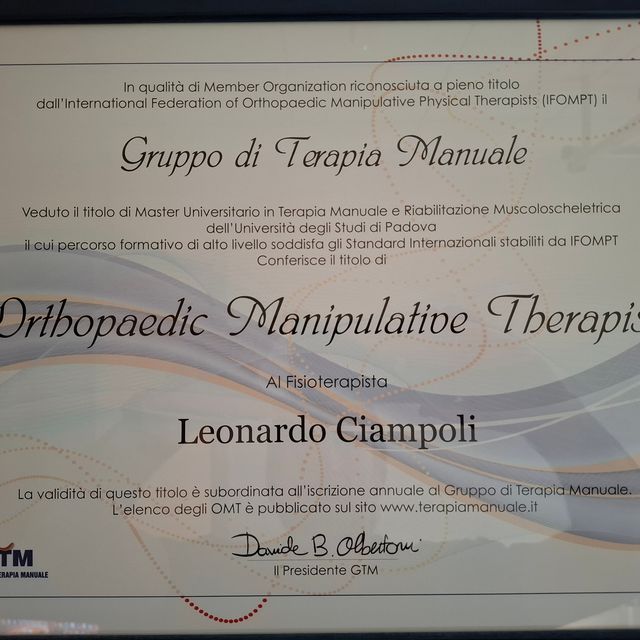 In qualità di Member Organization riconosciuta a pieno titolo
dall'International Federation of Orthopaedic Manipulative Physical Therapists (IFOMPT) il
Gruppo di Terapia Manuale
Veduto il titolo di Master Universitario in Terapia Manuale e Riabilitazione Muscoloscheletrica
dell'Università degli Studi di Padova
il cui percorso formativo di alto livello soddisfa gli Standard Internazionali stabiliti da IFOMPT
Conferisce il titolo di
Orthopaedic Manipulative Therapis
Al Fisioterapista
Leonardo Ciampoli
La validità di questo titolo è subordinata all'iscrizione annuale al Gruppo di Terapia Manuale.
L'elenco degli OMT è pubblicato sul sito www.terapiamanuale.it
Davide B. Albertoni
Il Presidente GTM
TM
ERAPIA MANUALE